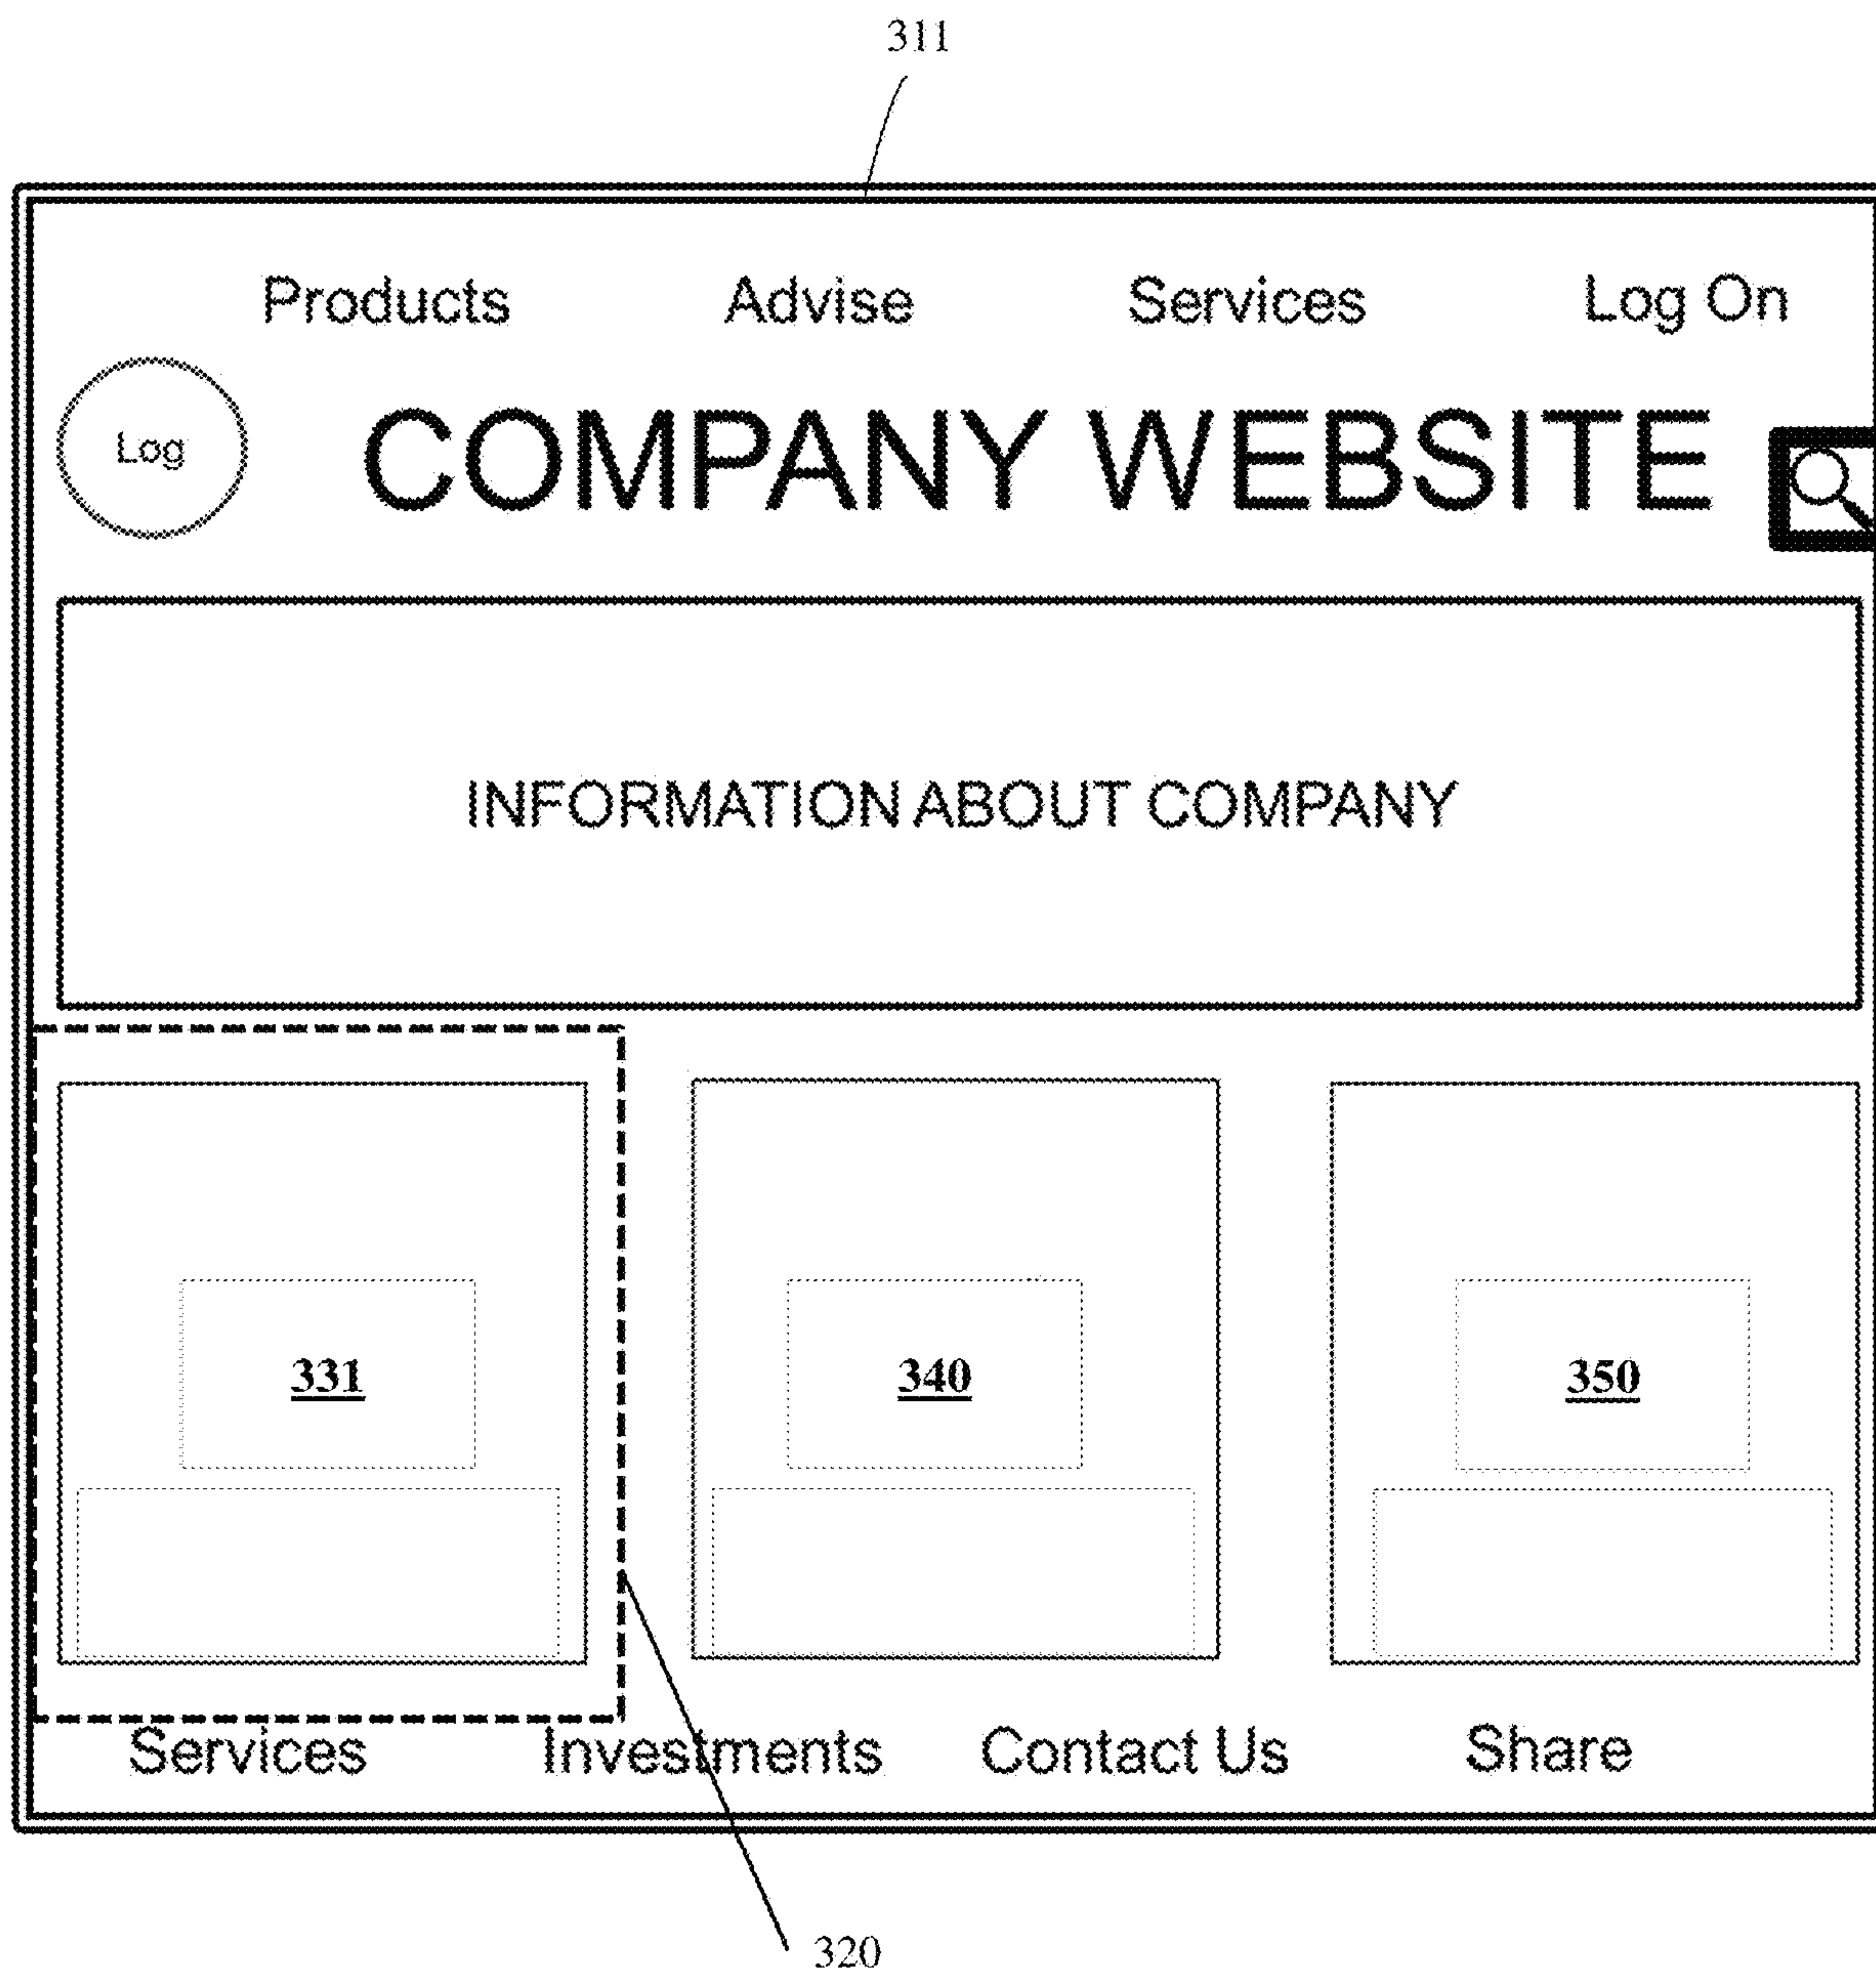 311
Products Advise Services Log On
Log COMPANY WEBSITE
INFORMATION ABOUT COMPANY
331 340 350
Services Investments Contact Us Share
320